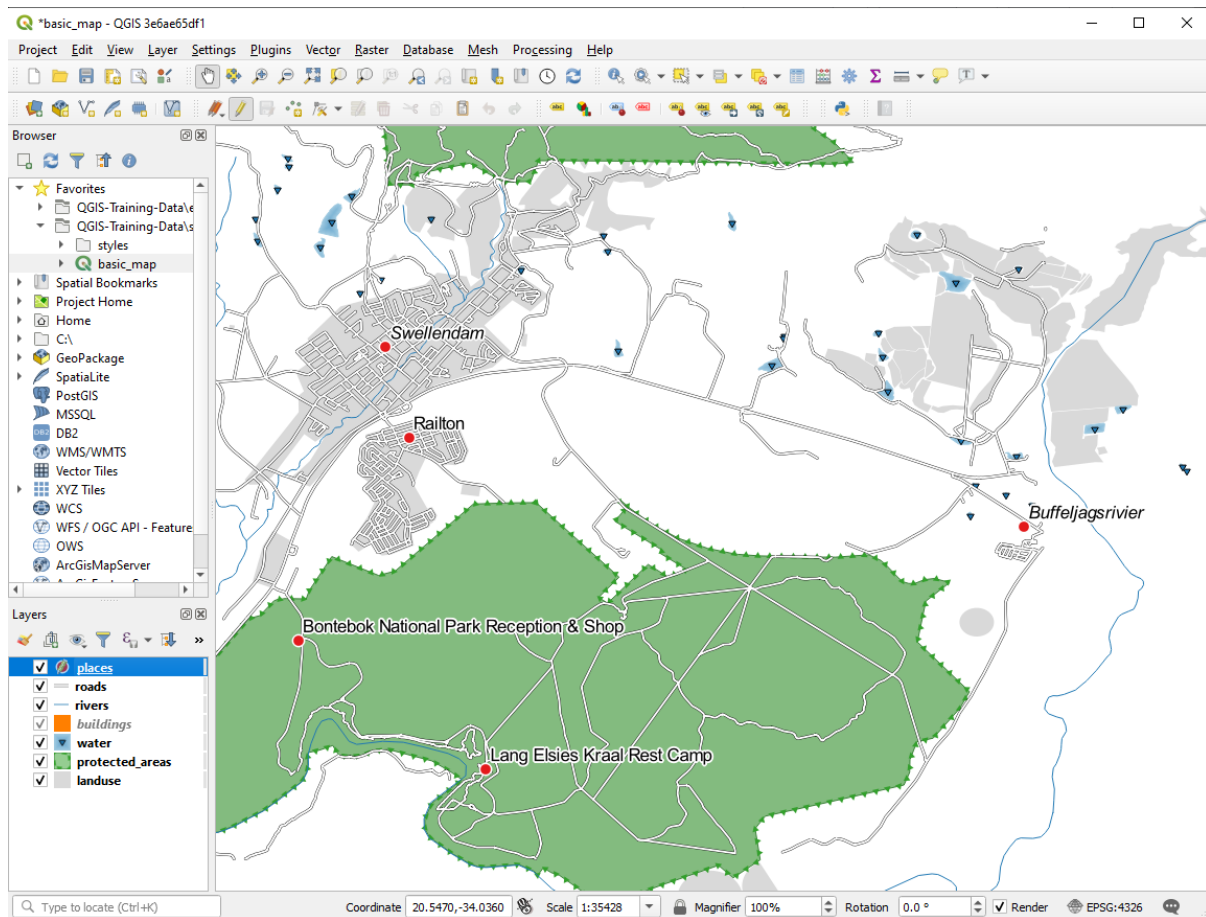 *basic_map - QGIS 3e6ae65df1
Project Edit View Layer Settings Plugins Vector Raster Database Mesh Processing Help
Browser
Favorites
QGIS-Training-Data\e
QGIS-Training-Data\s
styles
basic_map
Spatial Bookmarks
Project Home
Home
C:\
GeoPackage
SpatiaLite
PostGIS
MSSQL
DB2
WMS/WMTS
Vector Tiles
XYZ Tiles
WCS
WFS / OGC API - Feature
OWS
ArcGisMapServer
Layers
places
roads
rivers
buildings
water
protected_areas
landuse
Swellendam
Railton
Buffeljagsrivier
Bontebok National Park Reception & Shop
Lang Elsies Kraal Rest Camp
Type to locate (Ctrl+K) Coordinate 20.5470,-34.0360 Scale 1:35428 Magnifier 100% Rotation 0.0 ° Render EPSG:4326